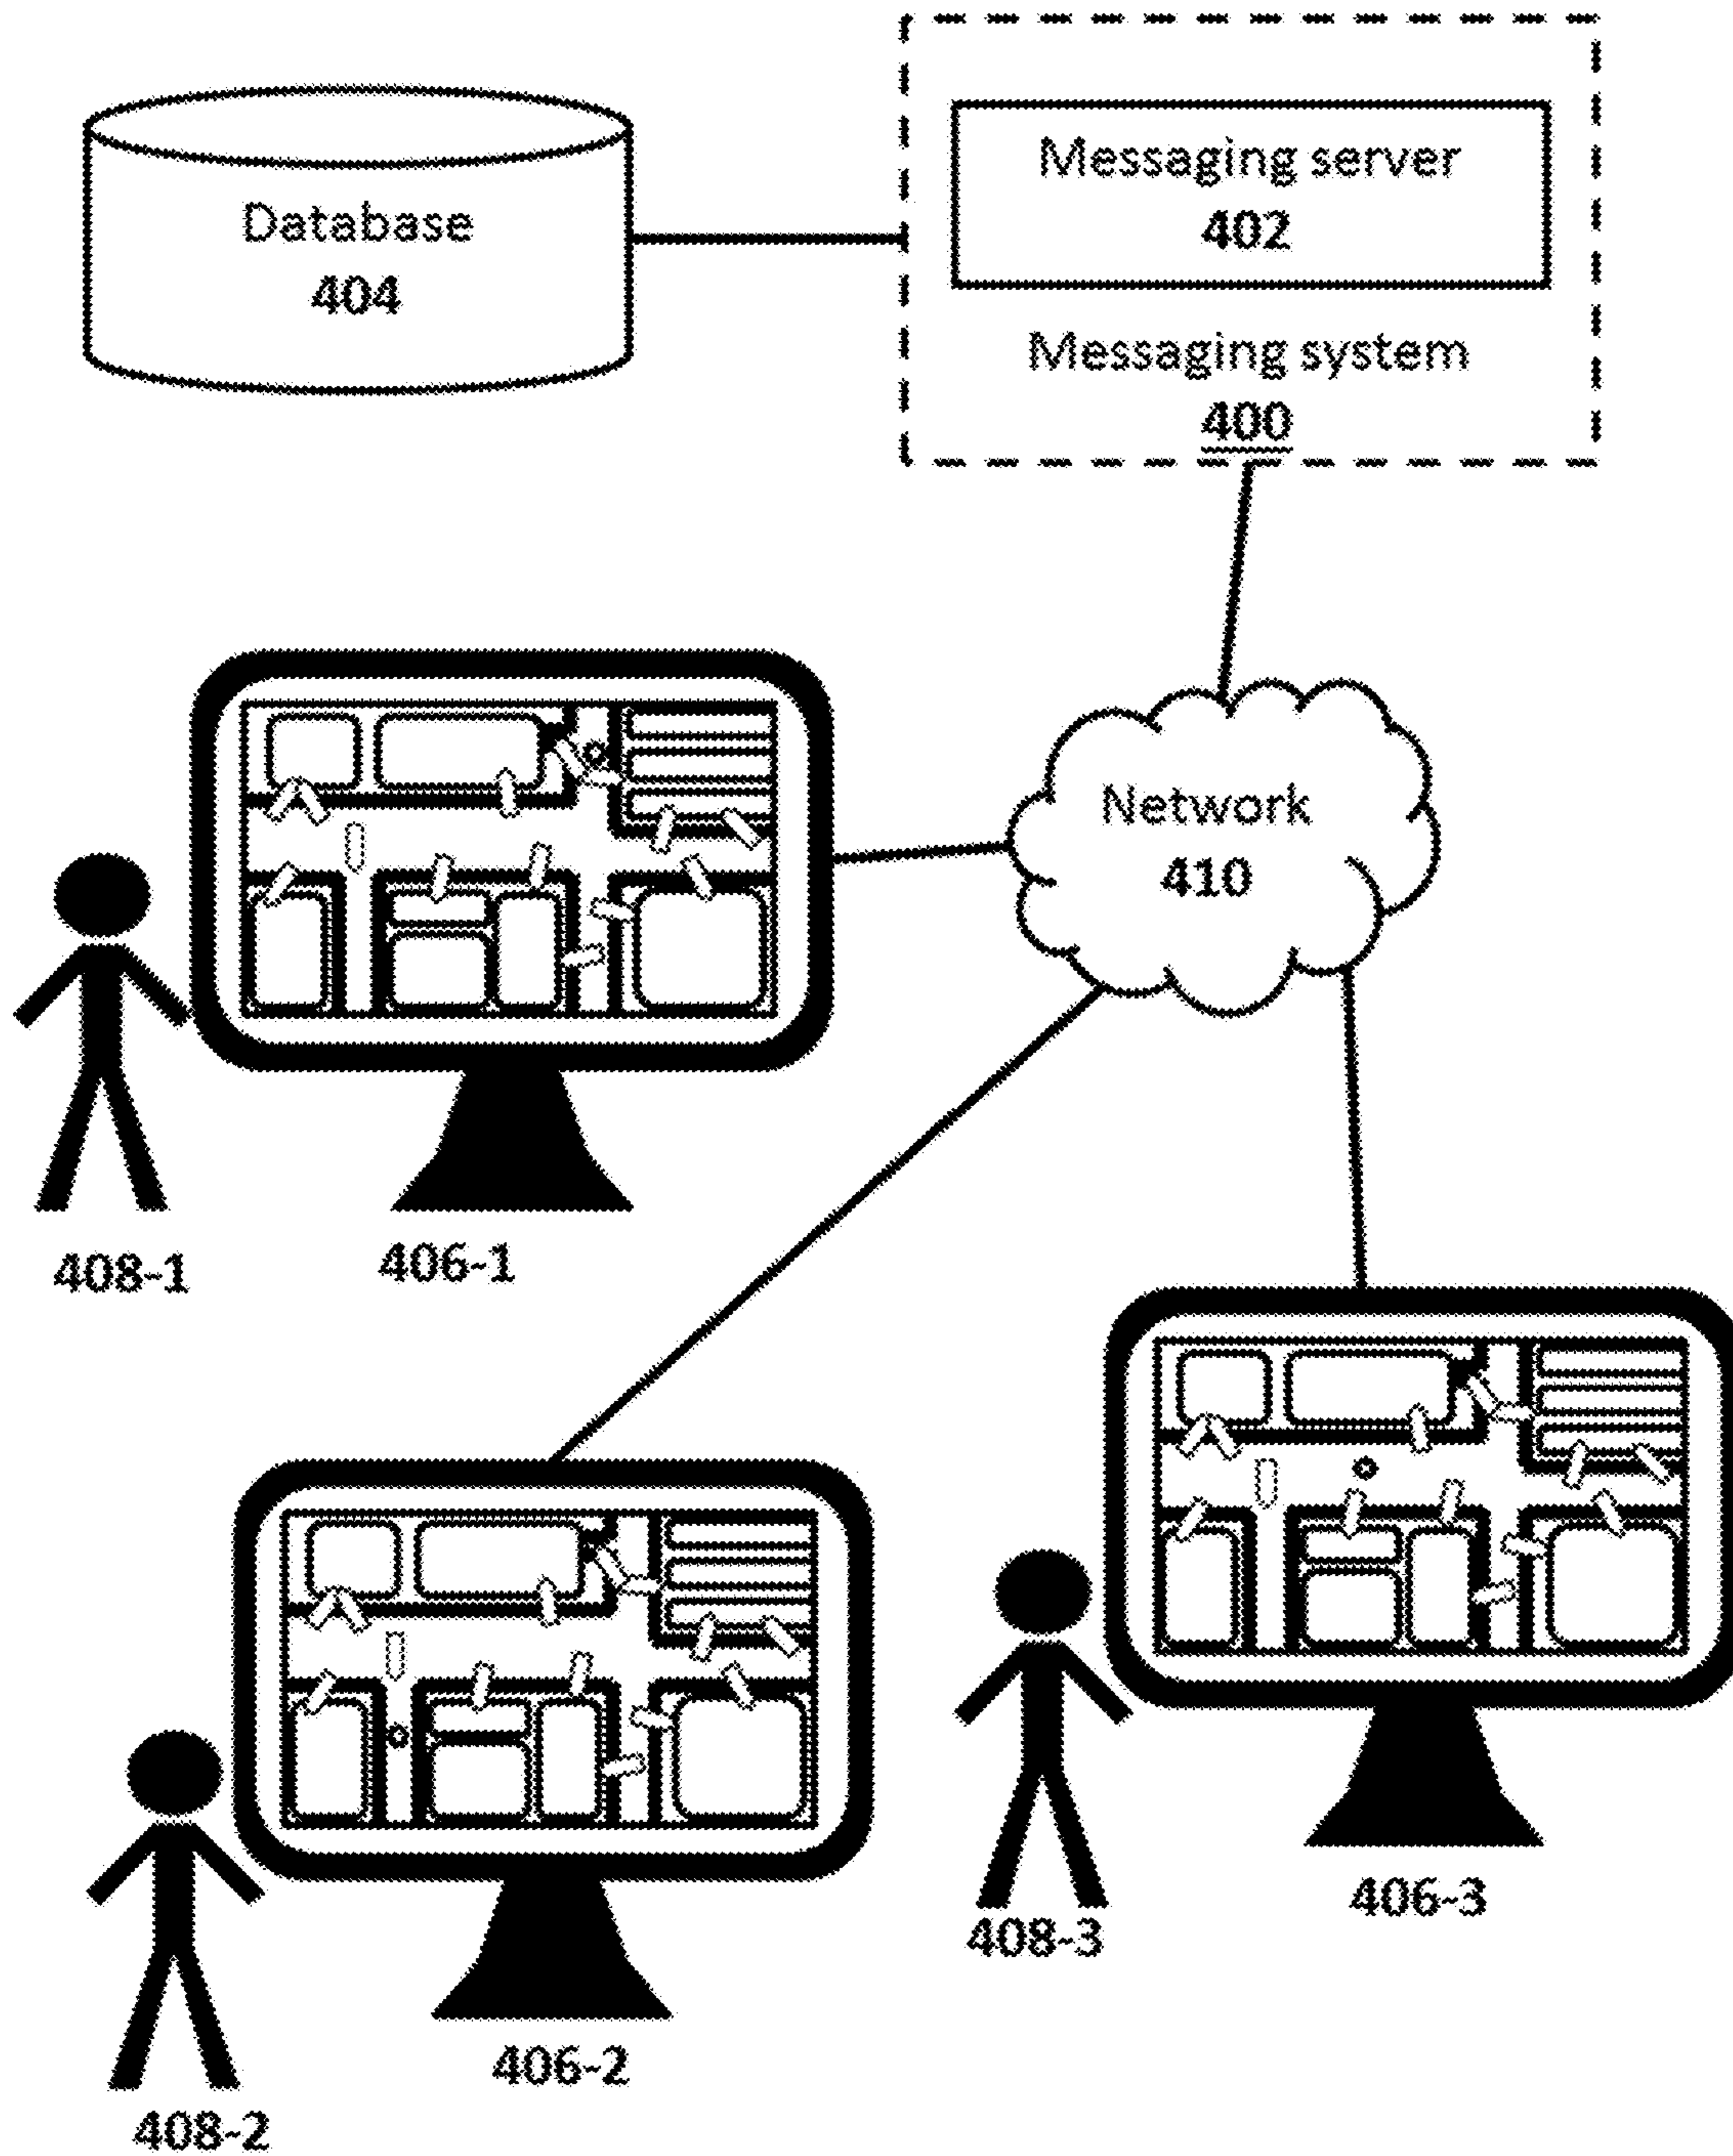 Messaging server
402
Database
404
Messaging system
400
Network
410
408-1
406-1
406-3
408-3
406-2
408-2